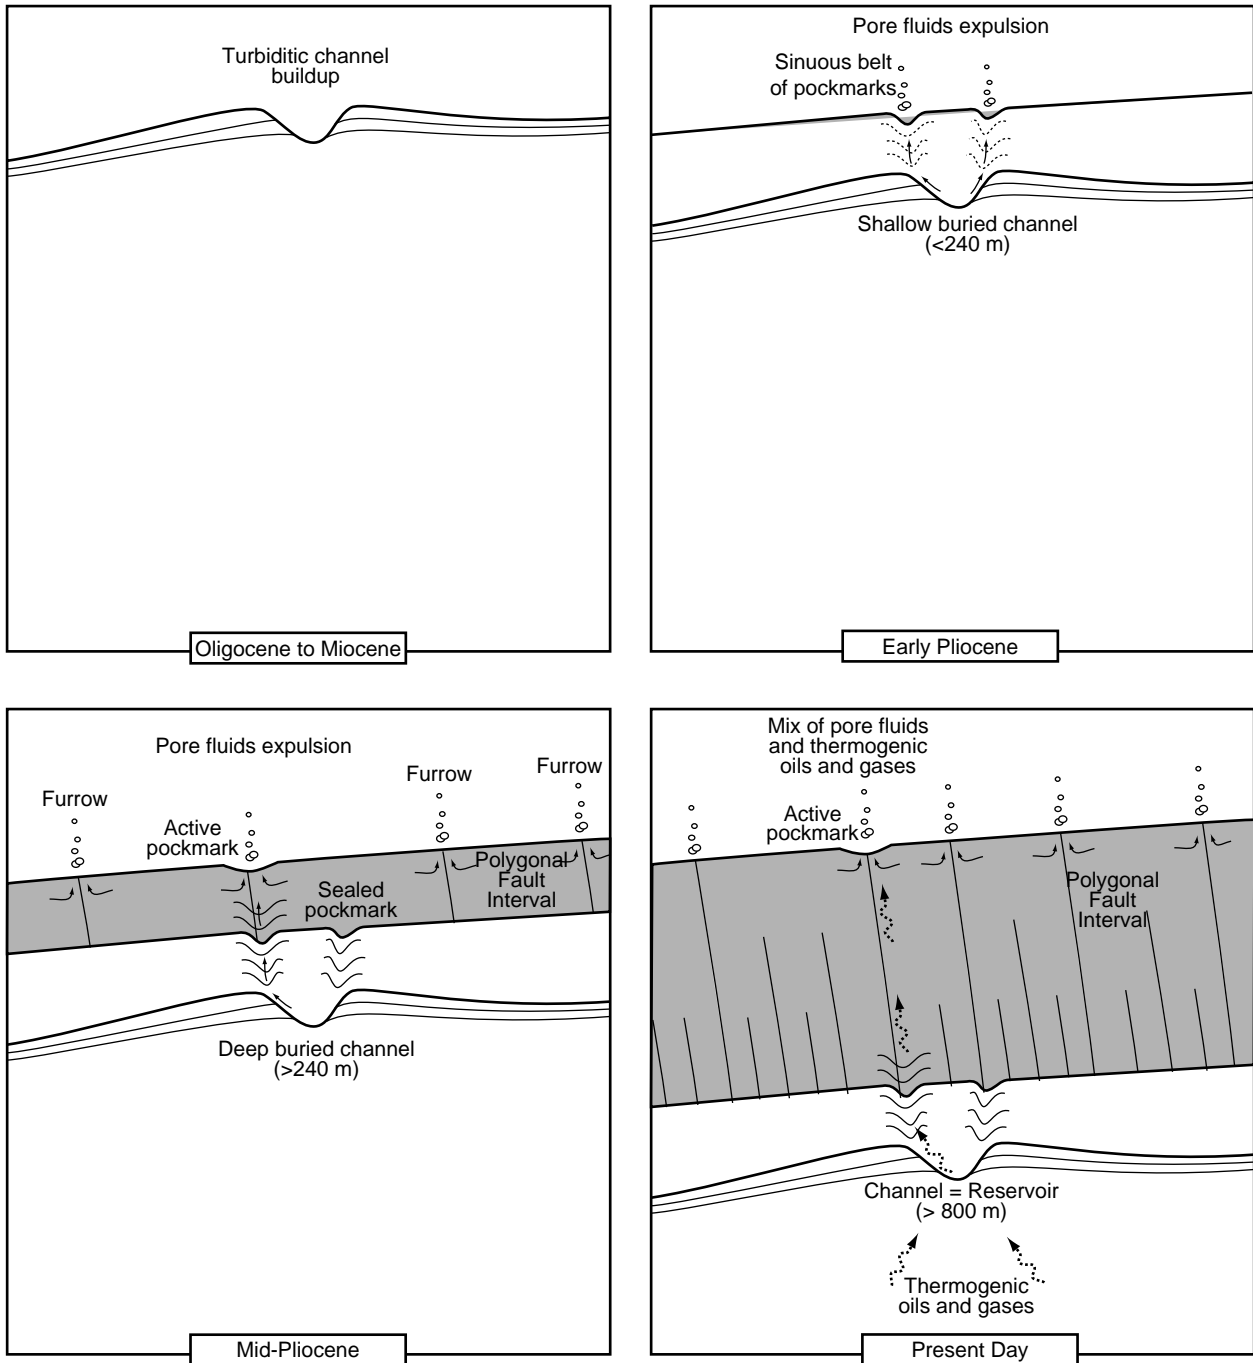 Turbiditic channel
buildup
Oligocene to Miocene
Pore fluids expulsion
Sinuous belt
of pockmarks
Shallow buried channel
(<240 m)
Early Pliocene
Pore fluids expulsion
Furrow
Furrow
Furrow
Active
pockmark
Polygonal
Fault
Interval
Sealed
pockmark
Deep buried channel
(>240 m)
Mid-Pliocene
Mix of pore fluids
and thermogenic
oils and gases
Active
pockmark
Polygonal
Fault
Interval
Channel = Reservoir
(> 800 m)
Thermogenic
oils and gases
Present Day